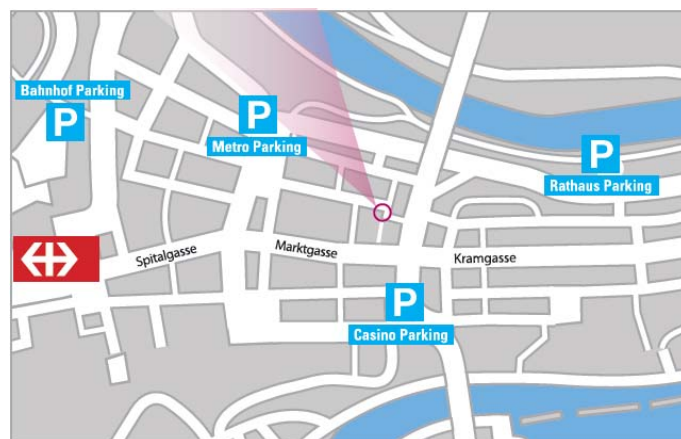 Bahnhof Parking
P
P
Metro Parking
P
Rathaus Parking
Spitalgasse
Marktgasse
Kramgasse
P
Casino Parking